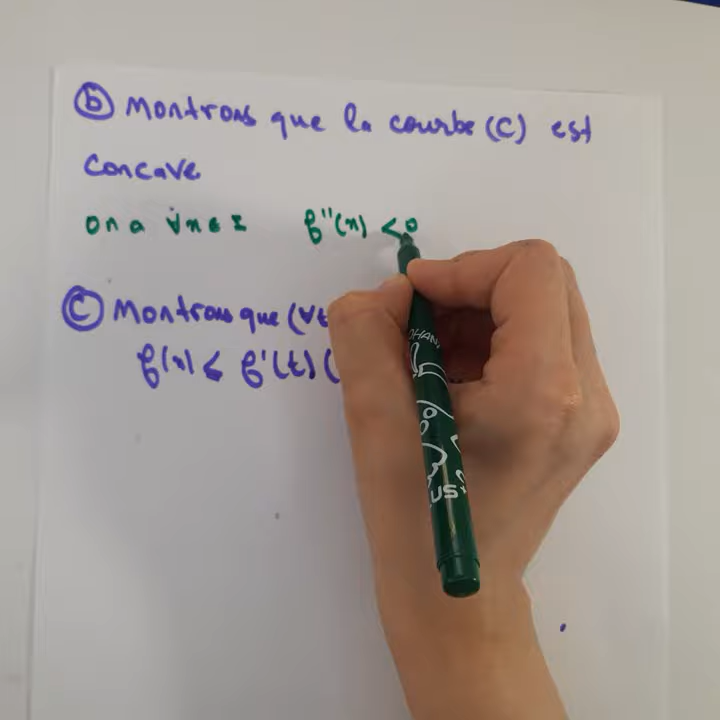 b Montrons que la courbe (C) est
concave
on a ∀x ∈ I f''(x) < 0
c Montrons que (∀t
f(x) ≤ f'(t) (